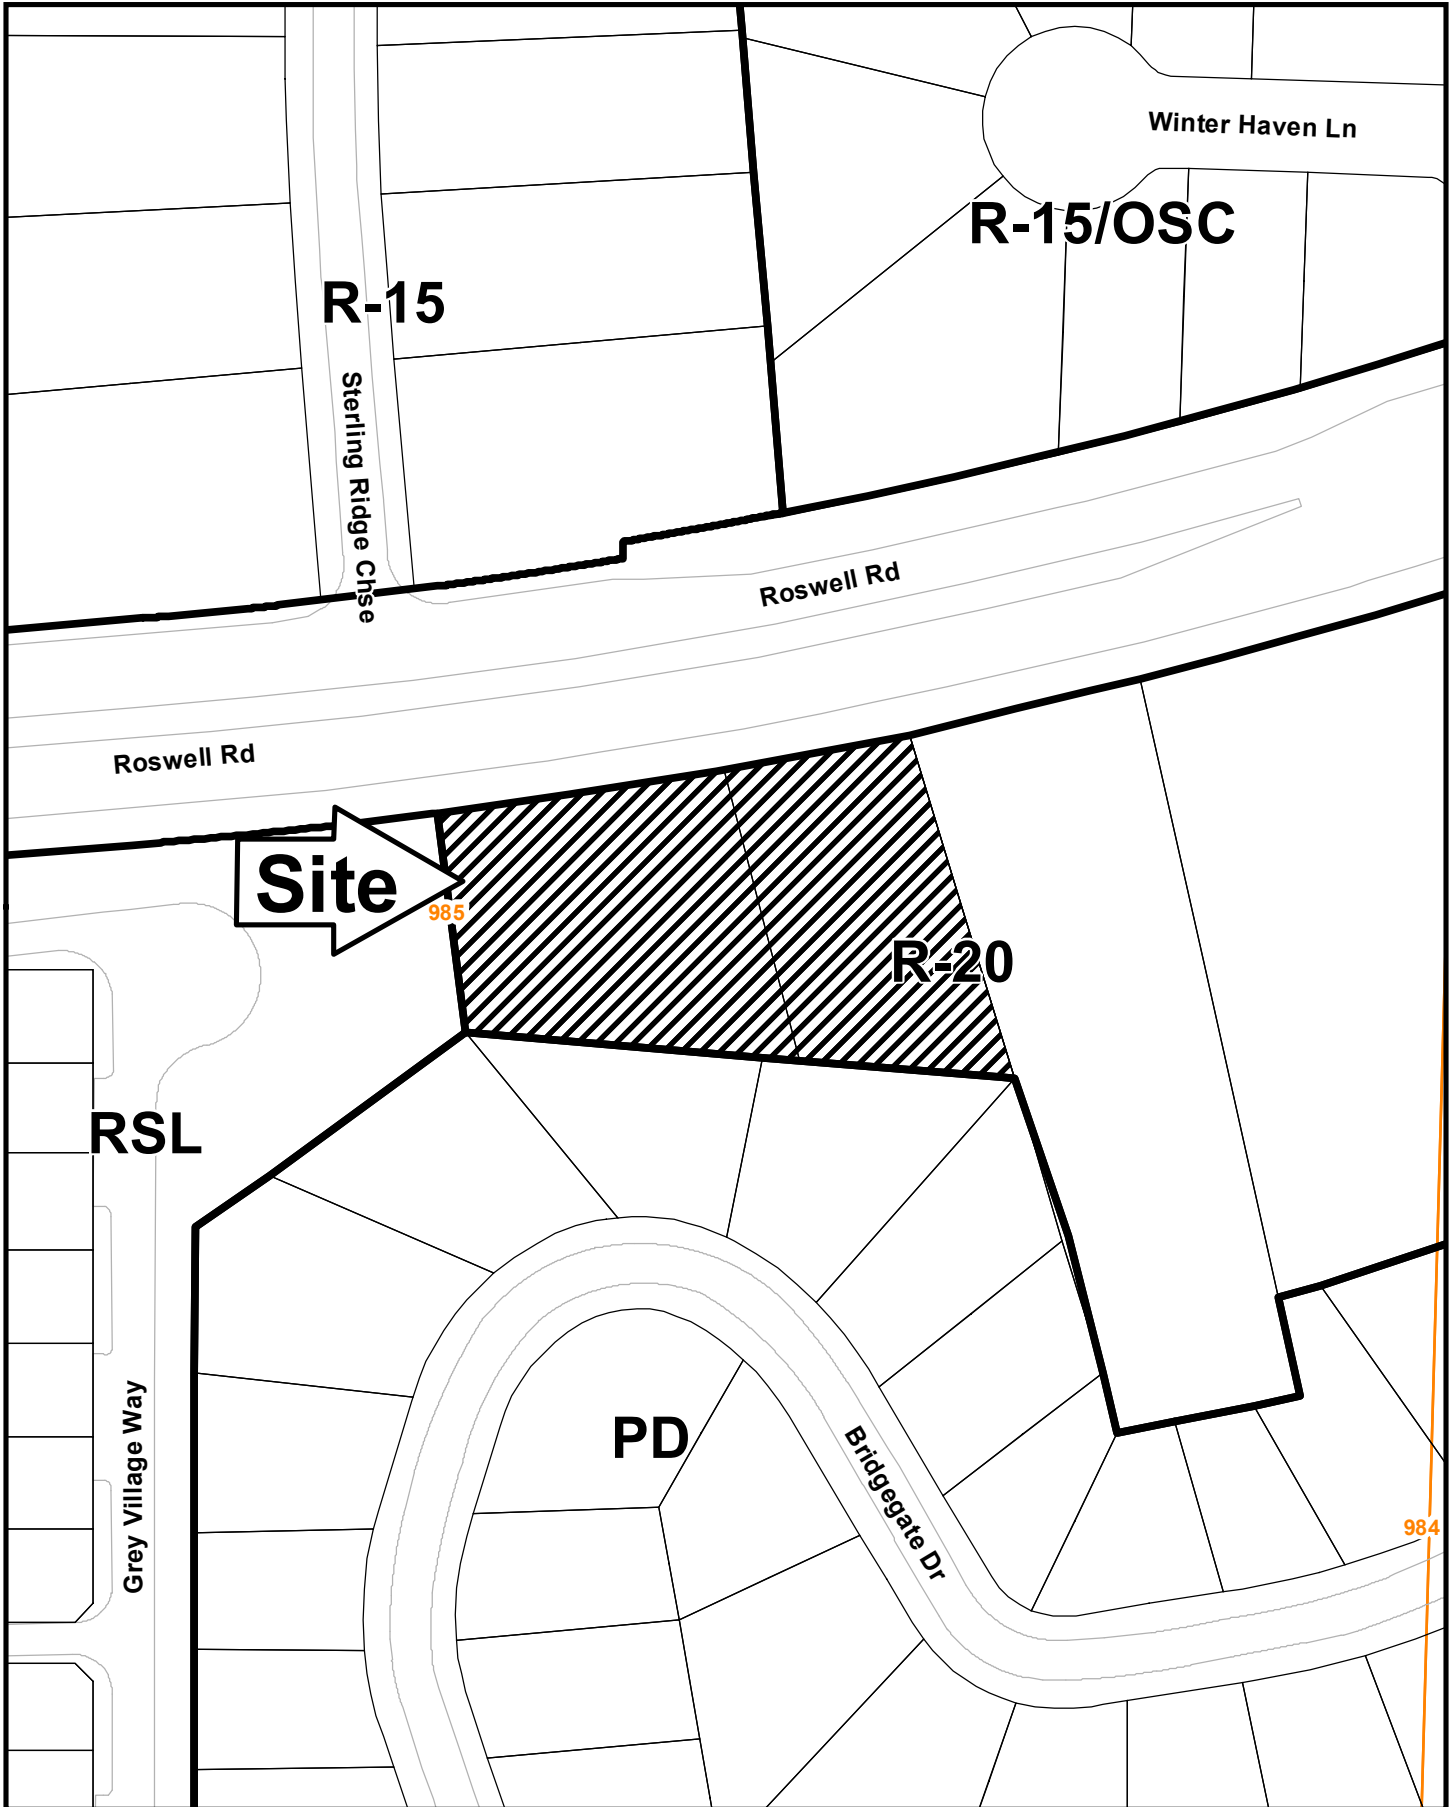 Winter Haven Ln
R-15/OSC
R-15
Sterling Ridge Chse
Roswell Rd
Roswell Rd
Site
985
R-20
RSL
Grey Village Way
PD
Bridgegate Dr
984